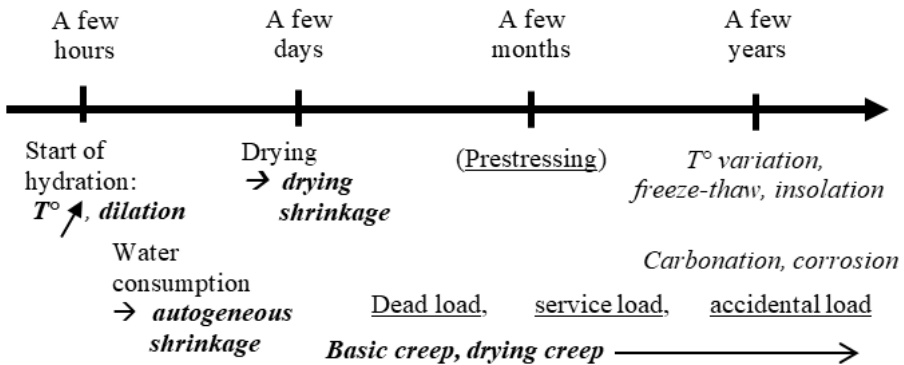 A few
hours
A few
days
A few
months
A few
years
Start of
hydration:
T° ↗, dilation
Drying
→ drying
shrinkage
(Prestressing)
T° variation,
freeze-thaw, insolation
Water
consumption
→ autogeneous
shrinkage
Carbonation, corrosion
Dead load, service load, accidental load
Basic creep, drying creep